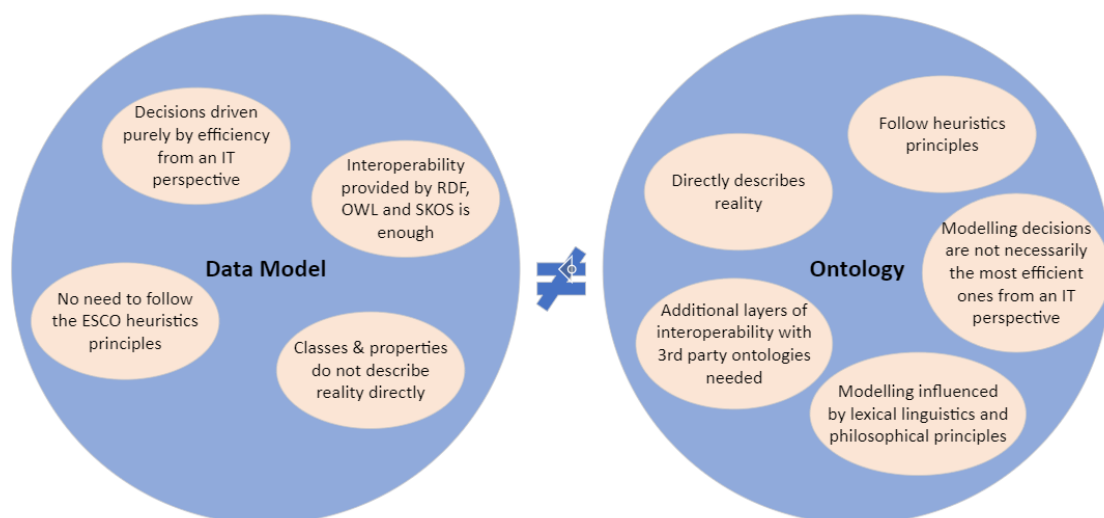 Decisions driven
purely by efficiency
from an IT
perspective
Interoperability
provided by RDF,
OWL and SKOS is
enough
Data Model
No need to follow
the ESCO heuristics
principles
Classes & properties
do not describe
reality directly
Follow heuristics
principles
Directly describes
reality
Modelling decisions
are not necessarily
the most efficient
ones from an IT
perspective
Ontology
Additional layers of
interoperability with
3rd party ontologies
needed
Modelling influenced
by lexical linguistics and
philosophical principles